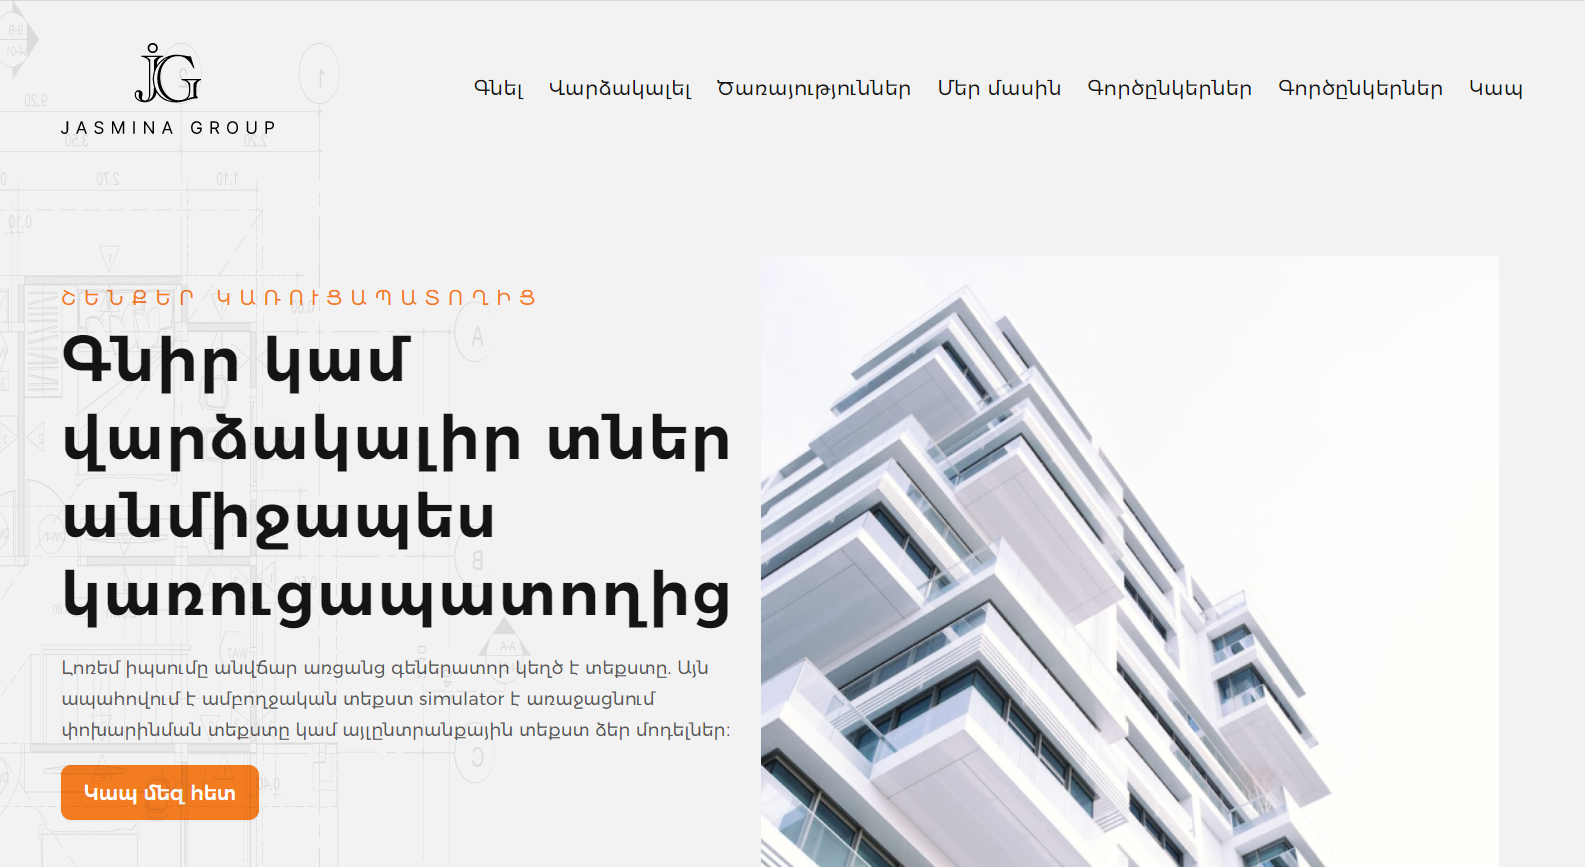 JG
JASMINA GROUP
Գնել Վարձակալել Ծառայություններ Մեր մասին Գործընկերներ Գործընկերներ Կապ
ՇԵՆՔԵՐ ԿԱՌՈՒՑԱՊԱՏՈՂԻՑ
Գնիր կամ
վարձակալիր տներ
անմիջապես
կառուցապատողից
Լոռեմ իպսումը անվճար առցանց գեներատոր կեղծ է տեքստը. Այն
ապահովում է ամբողջական տեքստ simulator է առաջացնում
փոխարինման տեքստը կամ այլընտրանքային տեքստ ձեր մոդելներ:
Կապ մեզ հետ